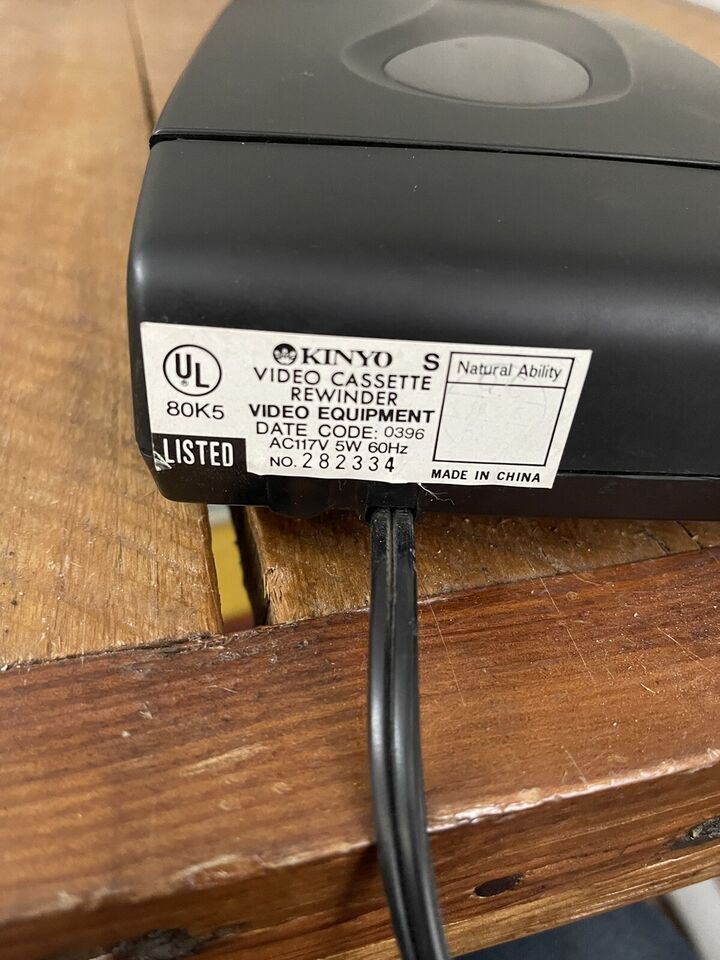 UL
80K5
LISTED
KINYO S
VIDEO CASSETTE
REWINDER
VIDEO EQUIPMENT
DATE CODE: 0396
AC117V 5W 60Hz
NO. 282334
Natural Ability
MADE IN CHINA